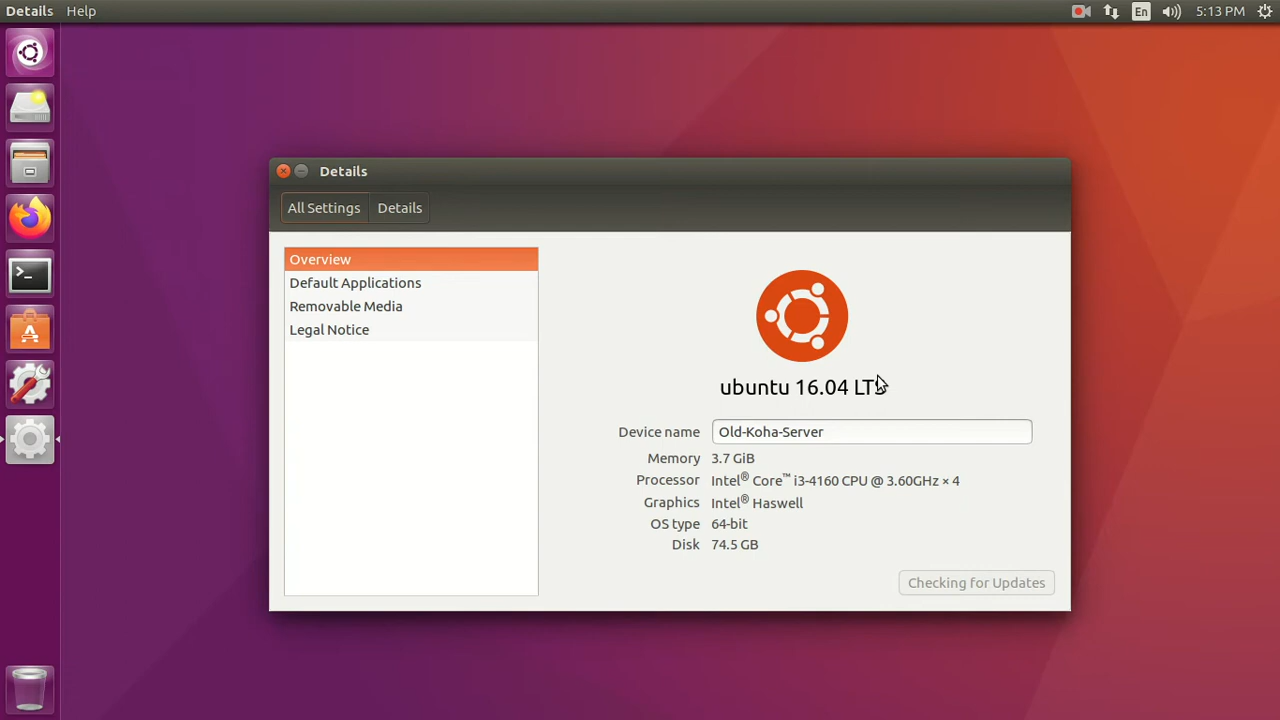 Details Help
En 5:13 PM
Details
All Settings Details
Overview
Default Applications
Removable Media
Legal Notice
ubuntu 16.04 LTS
Device name Old-Koha-Server
Memory 3.7 GiB
Processor Intel® Core™ i3-4160 CPU @ 3.60GHz × 4
Graphics Intel® Haswell
OS type 64-bit
Disk 74.5 GB
Checking for Updates